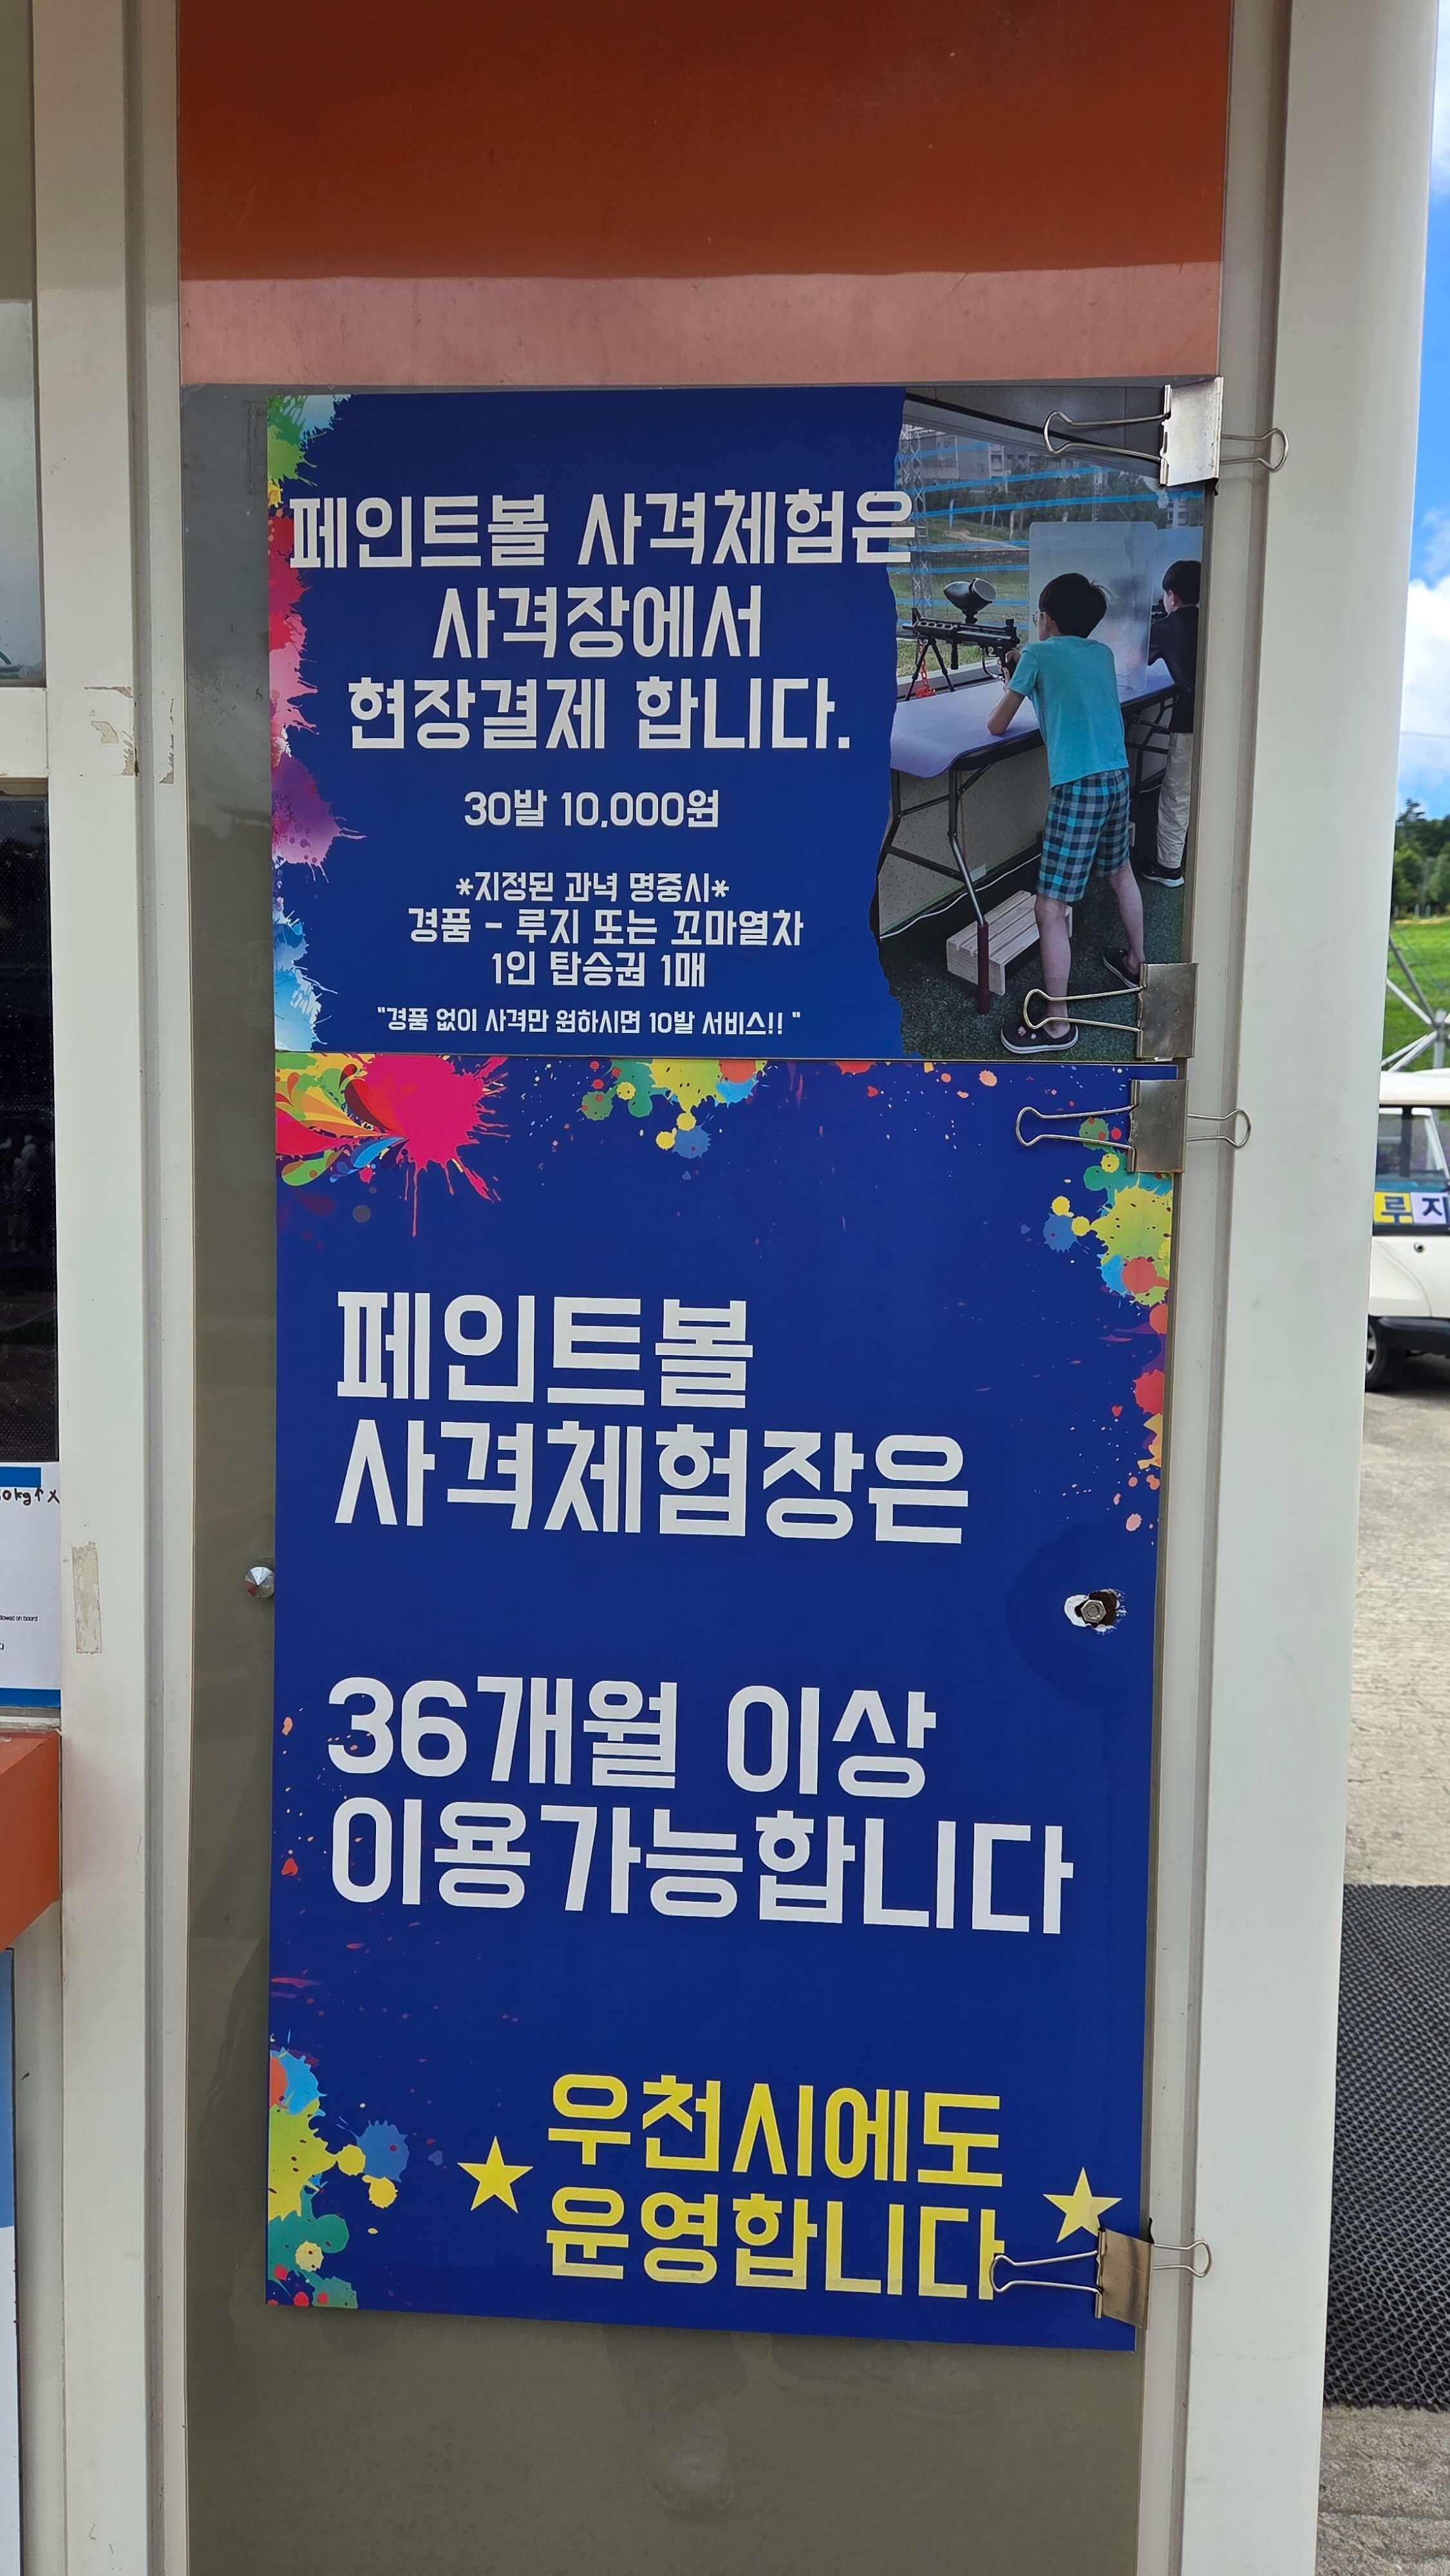 페인트볼 사격체험은
사격장에서
현장결제 합니다.
30발 10,000원
*지정된 과녁 명중시*
경품 - 루지 또는 꼬마열차
1인 탑승권 1매
"경품 없이 사격만 원하시면 10발 서비스!! "
페인트볼
사격체험장은
36개월 이상
이용가능합니다
우천시에도
운영합니다
루지